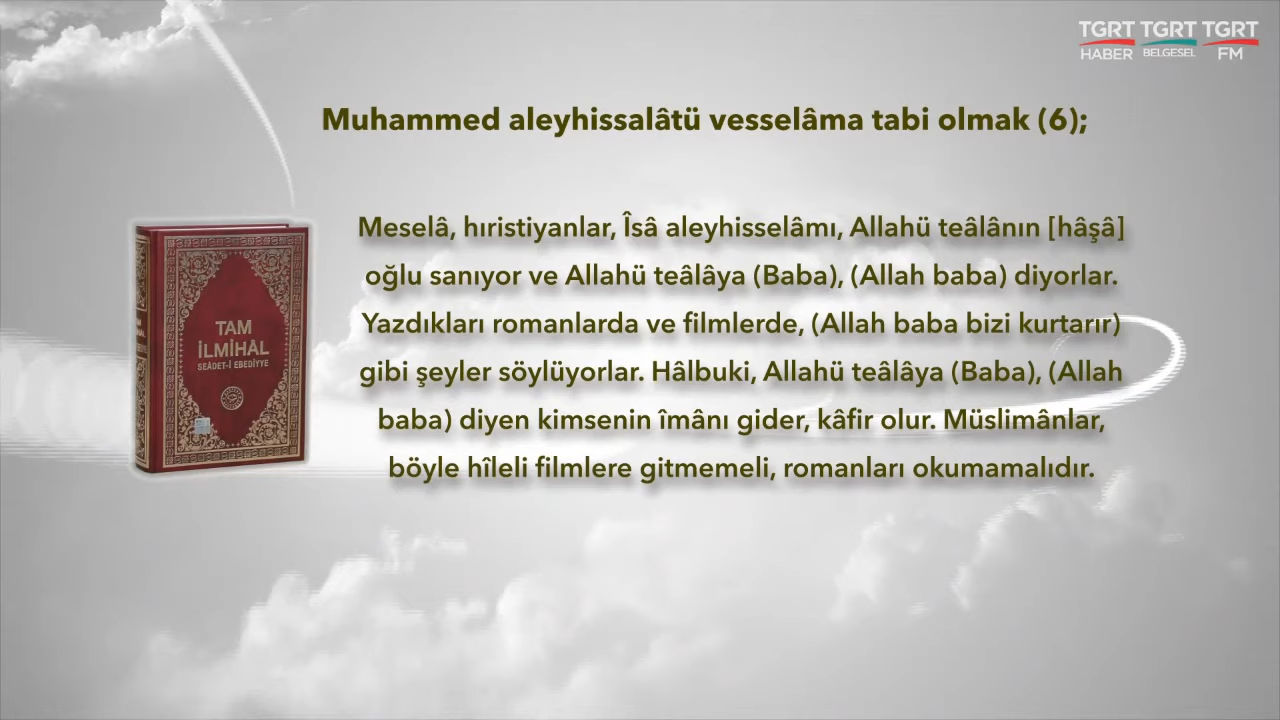 TGRT TGRT TGRT
HABER BELGESEL FM
Muhammed aleyhissalâtü vesselâma tabi olmak (6);
Meselâ, hıristiyanlar, Îsâ aleyhisselâmı, Allahü teâlânın [hâşâ]
oğlu sanıyor ve Allahü teâlâya (Baba), (Allah baba) diyorlar.
Yazdıkları romanlarda ve filmlerde, (Allah baba bizi kurtarır)
gibi şeyler söylüyorlar. Hâlbuki, Allahü teâlâya (Baba), (Allah
baba) diyen kimsenin îmânı gider, kâfir olur. Müslimânlar,
böyle hîleli filmlere gitmemeli, romanları okumamalıdır.
TAM
İLMİHÂL
SEÂDET-İ EBEDİYYE